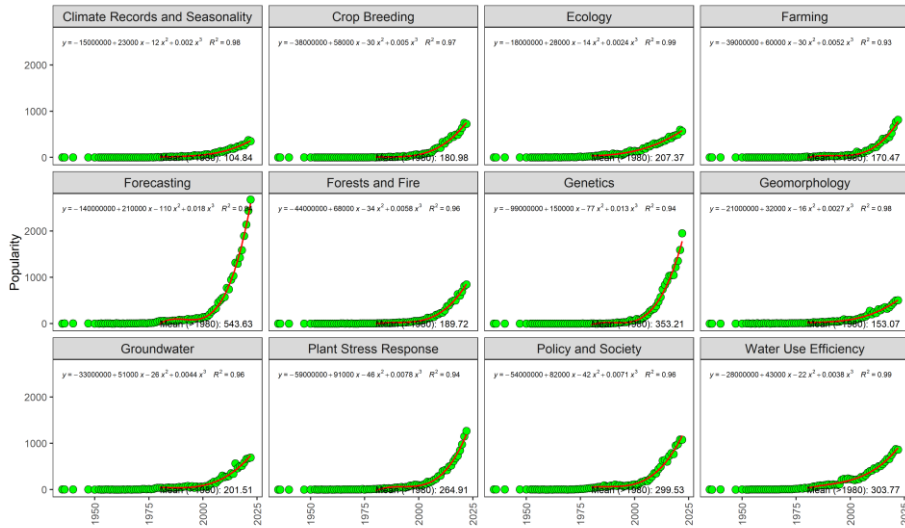 Climate Records and Seasonality
Crop Breeding
Ecology
Farming
y = −15000000 + 23000 x − 12 x² + 0.002 x³ R² = 0.98
y = −38000000 + 58000 x − 30 x² + 0.005 x³ R² = 0.97
y = −18000000 + 28000 x − 14 x² + 0.0024 x³ R² = 0.99
y = −39000000 + 60000 x − 30 x² + 0.0052 x³ R² = 0.93
2000
1000
0
Mean (>1980): 104.84
Mean (>1980): 180.98
Mean (>1980): 207.37
Mean (>1980): 170.47
Forecasting
Forests and Fire
Genetics
Geomorphology
y = −140000000 + 210000 x − 110 x² + 0.018 x³
y = −44000000 + 68000 x − 34 x² + 0.0058 x³ R² = 0.96
y = −99000000 + 150000 x − 77 x² + 0.013 x³ R² = 0.94
y = −21000000 + 32000 x − 16 x² + 0.0027 x³ R² = 0.98
Popularity
2000
1000
0
Mean (>1980): 543.63
Mean (>1980): 189.72
Mean (>1980): 353.21
Mean (>1980): 153.07
Groundwater
Plant Stress Response
Policy and Society
Water Use Efficiency
y = −33000000 + 51000 x − 26 x² + 0.0044 x³ R² = 0.96
y = −59000000 + 91000 x − 46 x² + 0.0078 x³ R² = 0.94
y = −54000000 + 82000 x − 42 x² + 0.0071 x³ R² = 0.96
y = −28000000 + 43000 x − 22 x² + 0.0038 x³ R² = 0.99
2000
1000
0
Mean (>1980): 201.51
Mean (>1980): 264.91
Mean (>1980): 299.53
Mean (>1980): 303.77
1950
1975
2000
2025
1950
1975
2000
2025
1950
1975
2000
2025
1950
1975
2000
2025